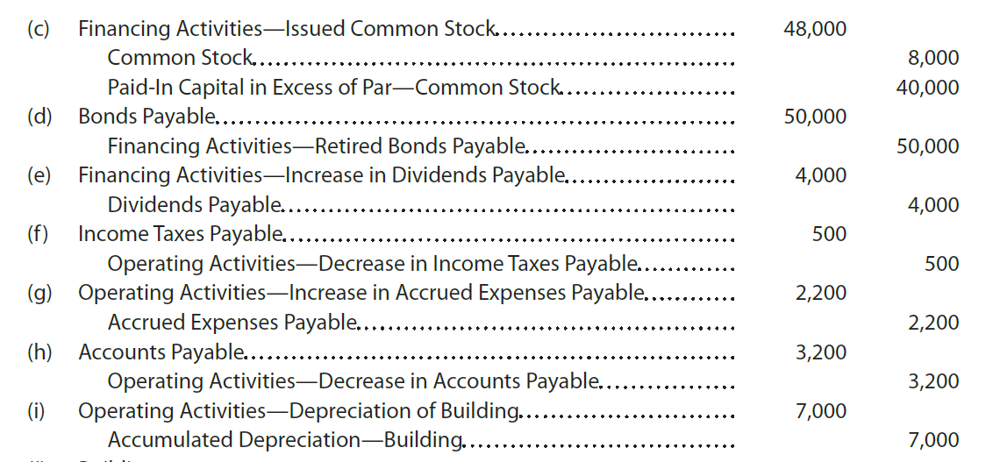 (c) Financing Activities—Issued Common Stock. 48,000
Common Stock. 8,000
Paid-In Capital in Excess of Par—Common Stock. 40,000
(d) Bonds Payable. 50,000
Financing Activities—Retired Bonds Payable. 50,000
(e) Financing Activities—Increase in Dividends Payable. 4,000
Dividends Payable. 4,000
(f) Income Taxes Payable. 500
Operating Activities—Decrease in Income Taxes Payable. 500
(g) Operating Activities—Increase in Accrued Expenses Payable. 2,200
Accrued Expenses Payable. 2,200
(h) Accounts Payable. 3,200
Operating Activities—Decrease in Accounts Payable. 3,200
(i) Operating Activities—Depreciation of Building. 7,000
Accumulated Depreciation—Building. 7,000